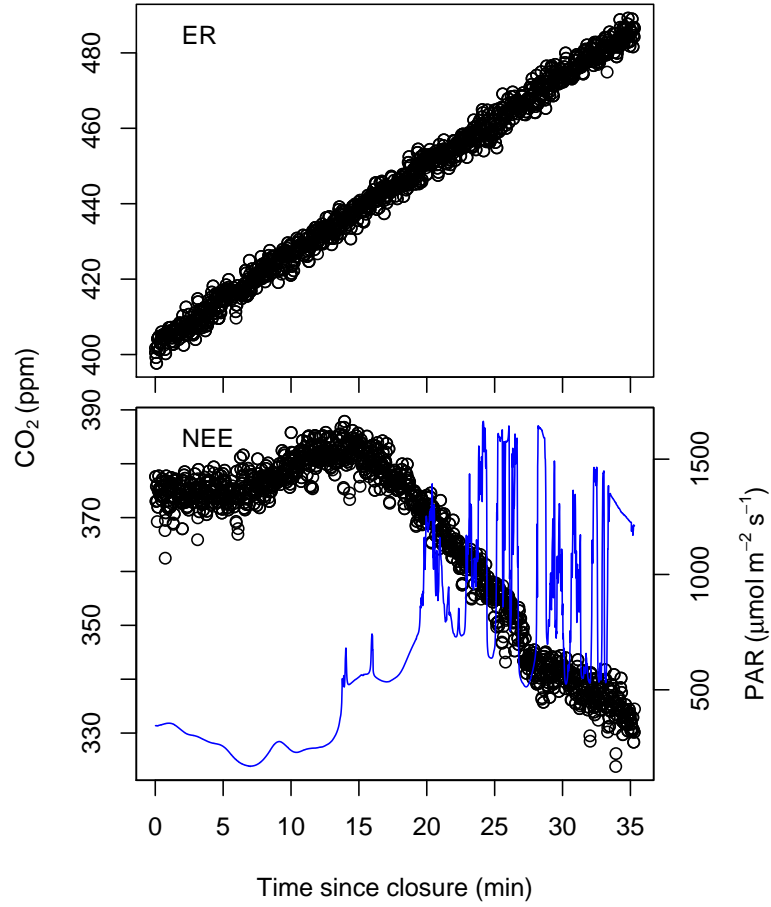 ER
480
460
440
420
400
CO₂ (ppm)
NEE
390
370
350
330
1500
1000
500
PAR (μmol m⁻² s⁻¹)
0 5 10 15 20 25 30 35
Time since closure (min)